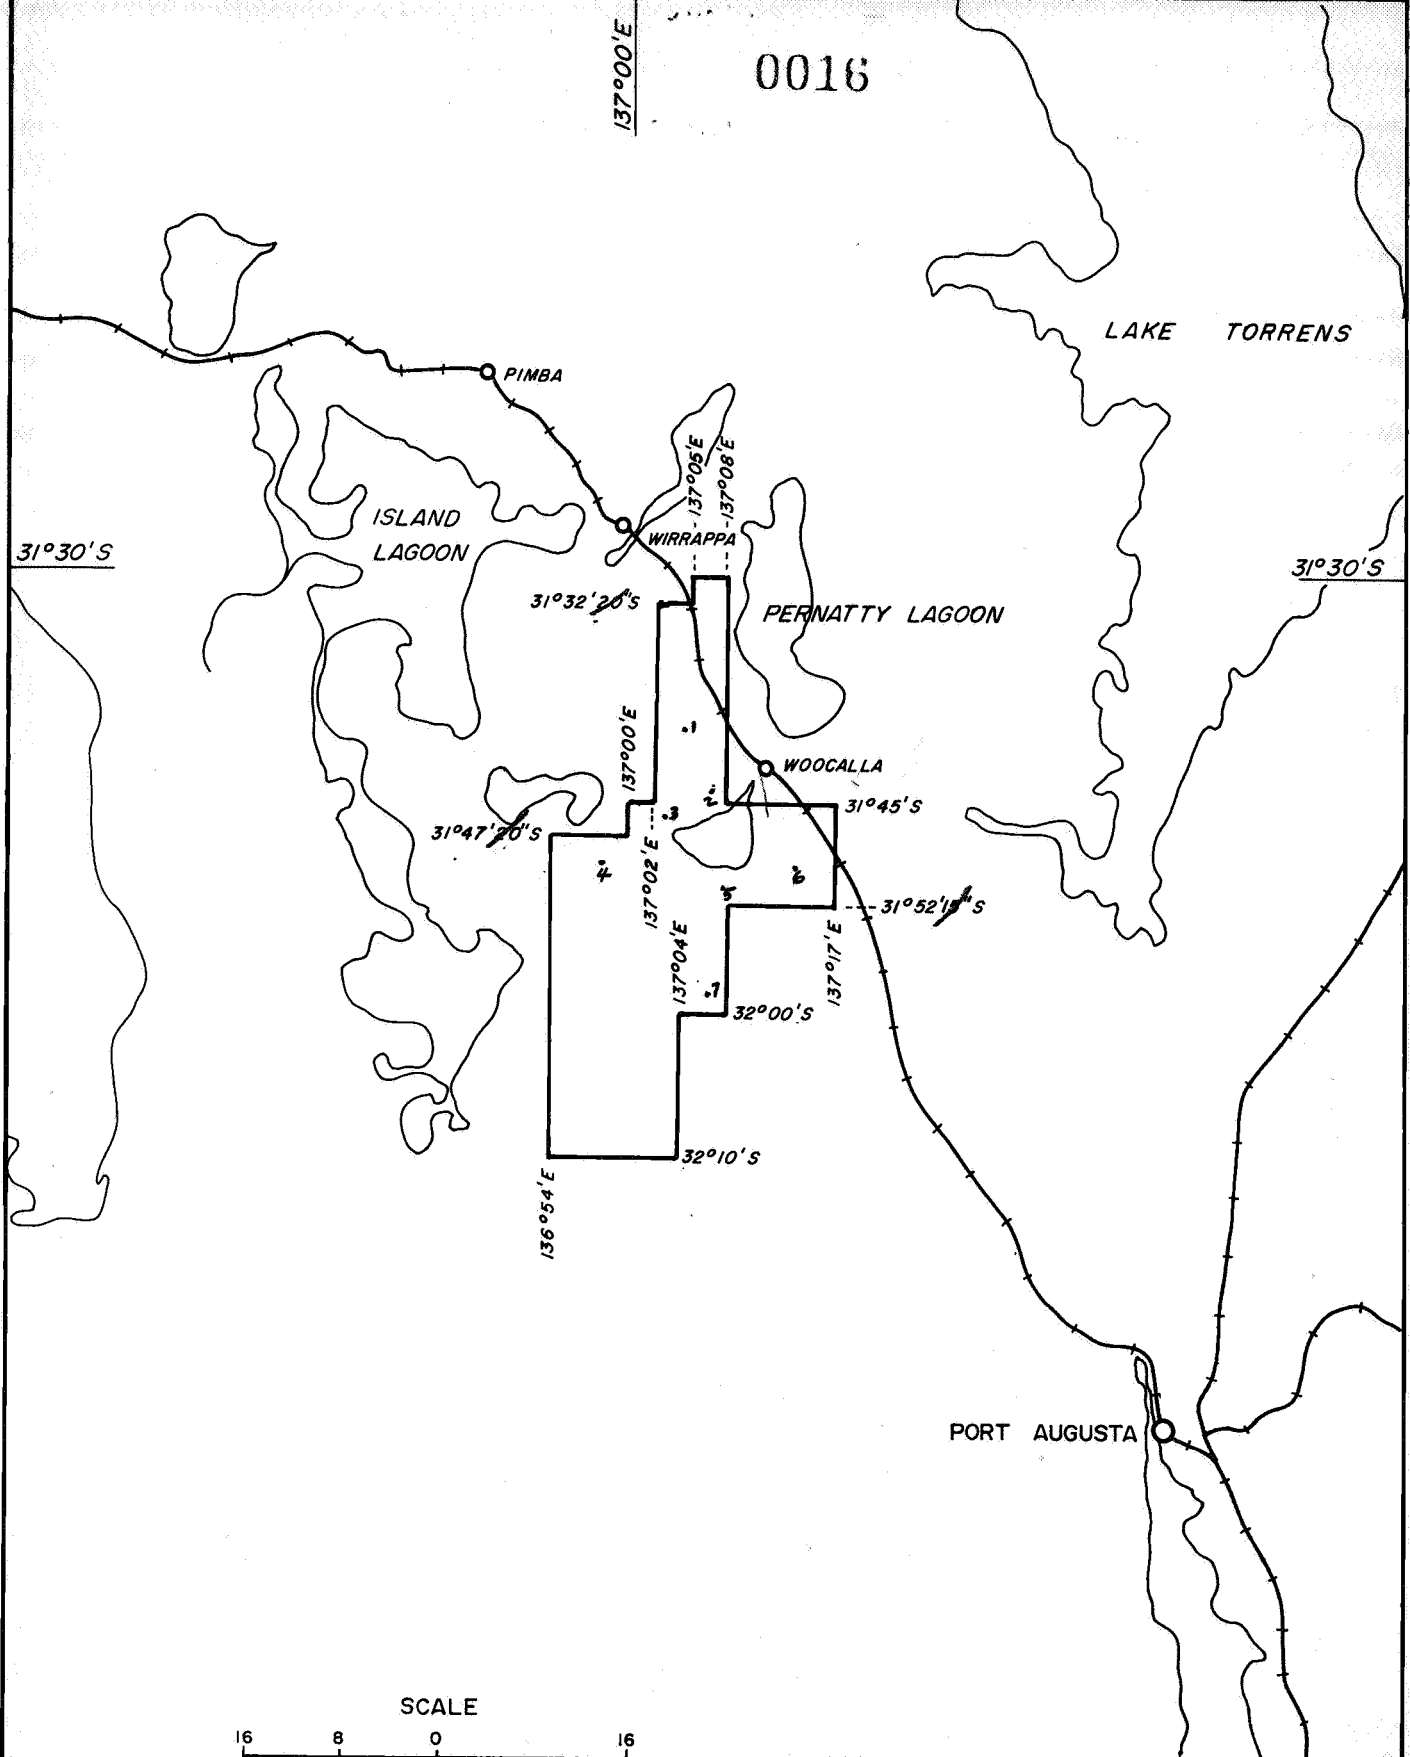 137°00'E
0016
LAKE TORRENS
PIMBA
137°05'E
137°08'E
ISLAND
LAGOON
WIRRAPPA
31°30'S
31°30'S
31°32'20"S
PERNATTY LAGOON
137°00'E
.1
WOOCALLA
2
31°45'S
.3
31°47'20"S
4
137°02'E
5
6
31°52'15"S
137°04'E
137°17'E
.7
32°00'S
32°10'S
136°54'E
PORT AUGUSTA
SCALE
16 8 0 16